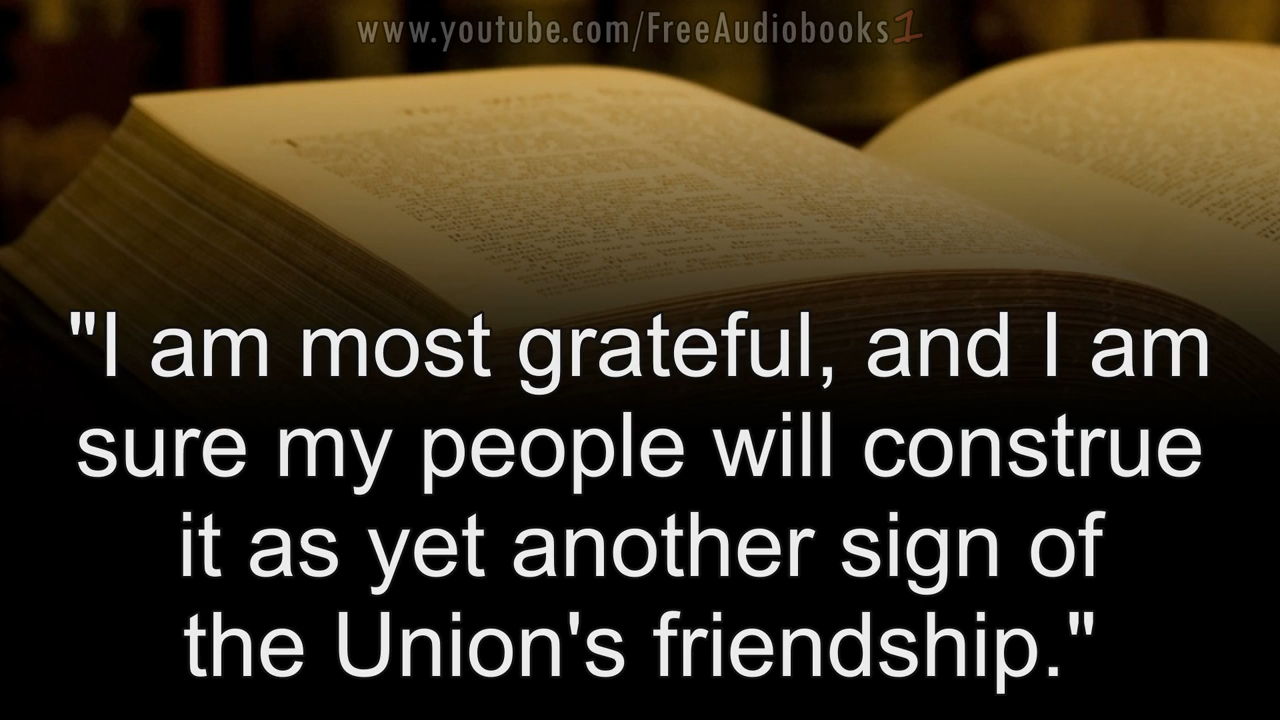 www.youtube.com/FreeAudiobooks1
"I am most grateful, and I am
sure my people will construe
it as yet another sign of
the Union's friendship."